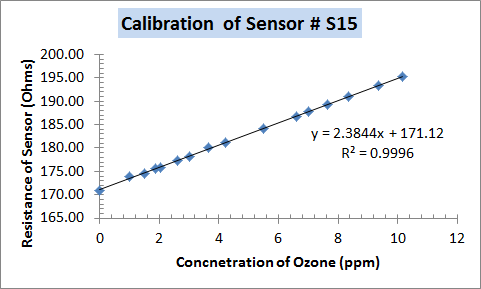 Calibration of Sensor # S15
Resistance of Sensor (Ohms)
200.00
195.00
190.00
185.00
180.00
175.00
170.00
165.00
y = 2.3844x + 171.12
R² = 0.9996
0 2 4 6 8 10 12
Concnetration of Ozone (ppm)